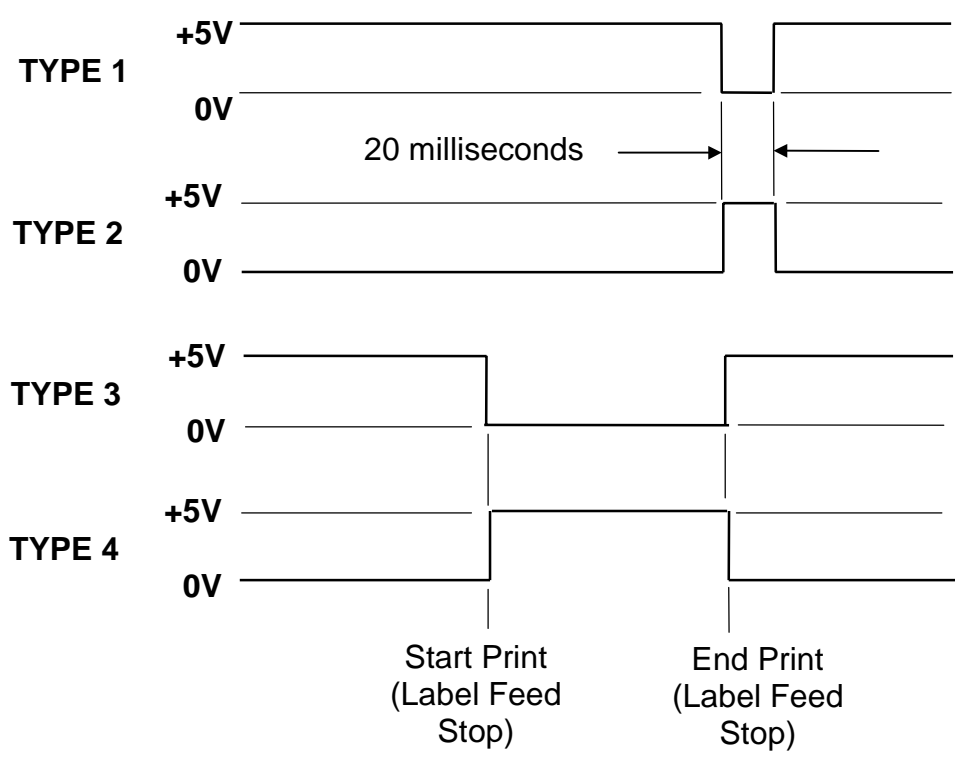 +5V
TYPE 1
0V
20 milliseconds
+5V
TYPE 2
0V
+5V
TYPE 3
0V
+5V
TYPE 4
0V
Start Print
(Label Feed
Stop)
End Print
(Label Feed
Stop)